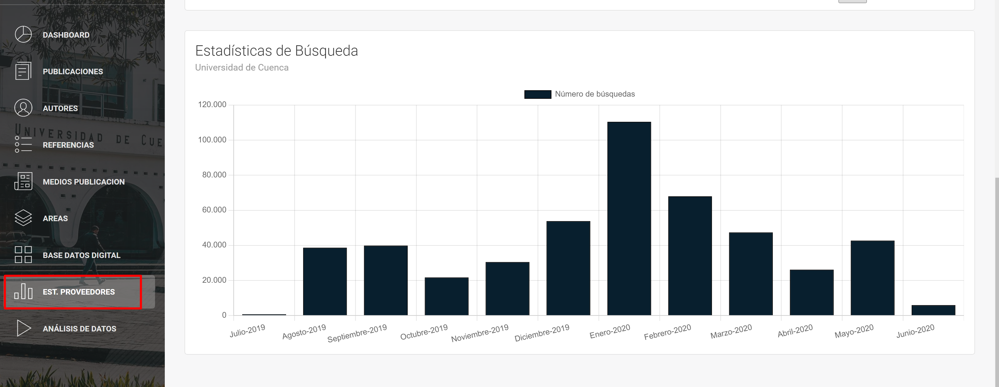 DASHBOARD
PUBLICACIONES
AUTORES
UNIVERSIDAD DE CUE
REFERENCIAS
MEDIOS PUBLICACION
AREAS
BASE DATOS DIGITAL
EST. PROVEEDORES
ANÁLISIS DE DATOS
Estadísticas de Búsqueda
Universidad de Cuenca
Número de búsquedas
120.000
100.000
80.000
60.000
40.000
20.000
0
Julio-2019
Agosto-2019
Septiembre-2019
Octubre-2019
Noviembre-2019
Diciembre-2019
Enero-2020
Febrero-2020
Marzo-2020
Abril-2020
Mayo-2020
Junio-2020